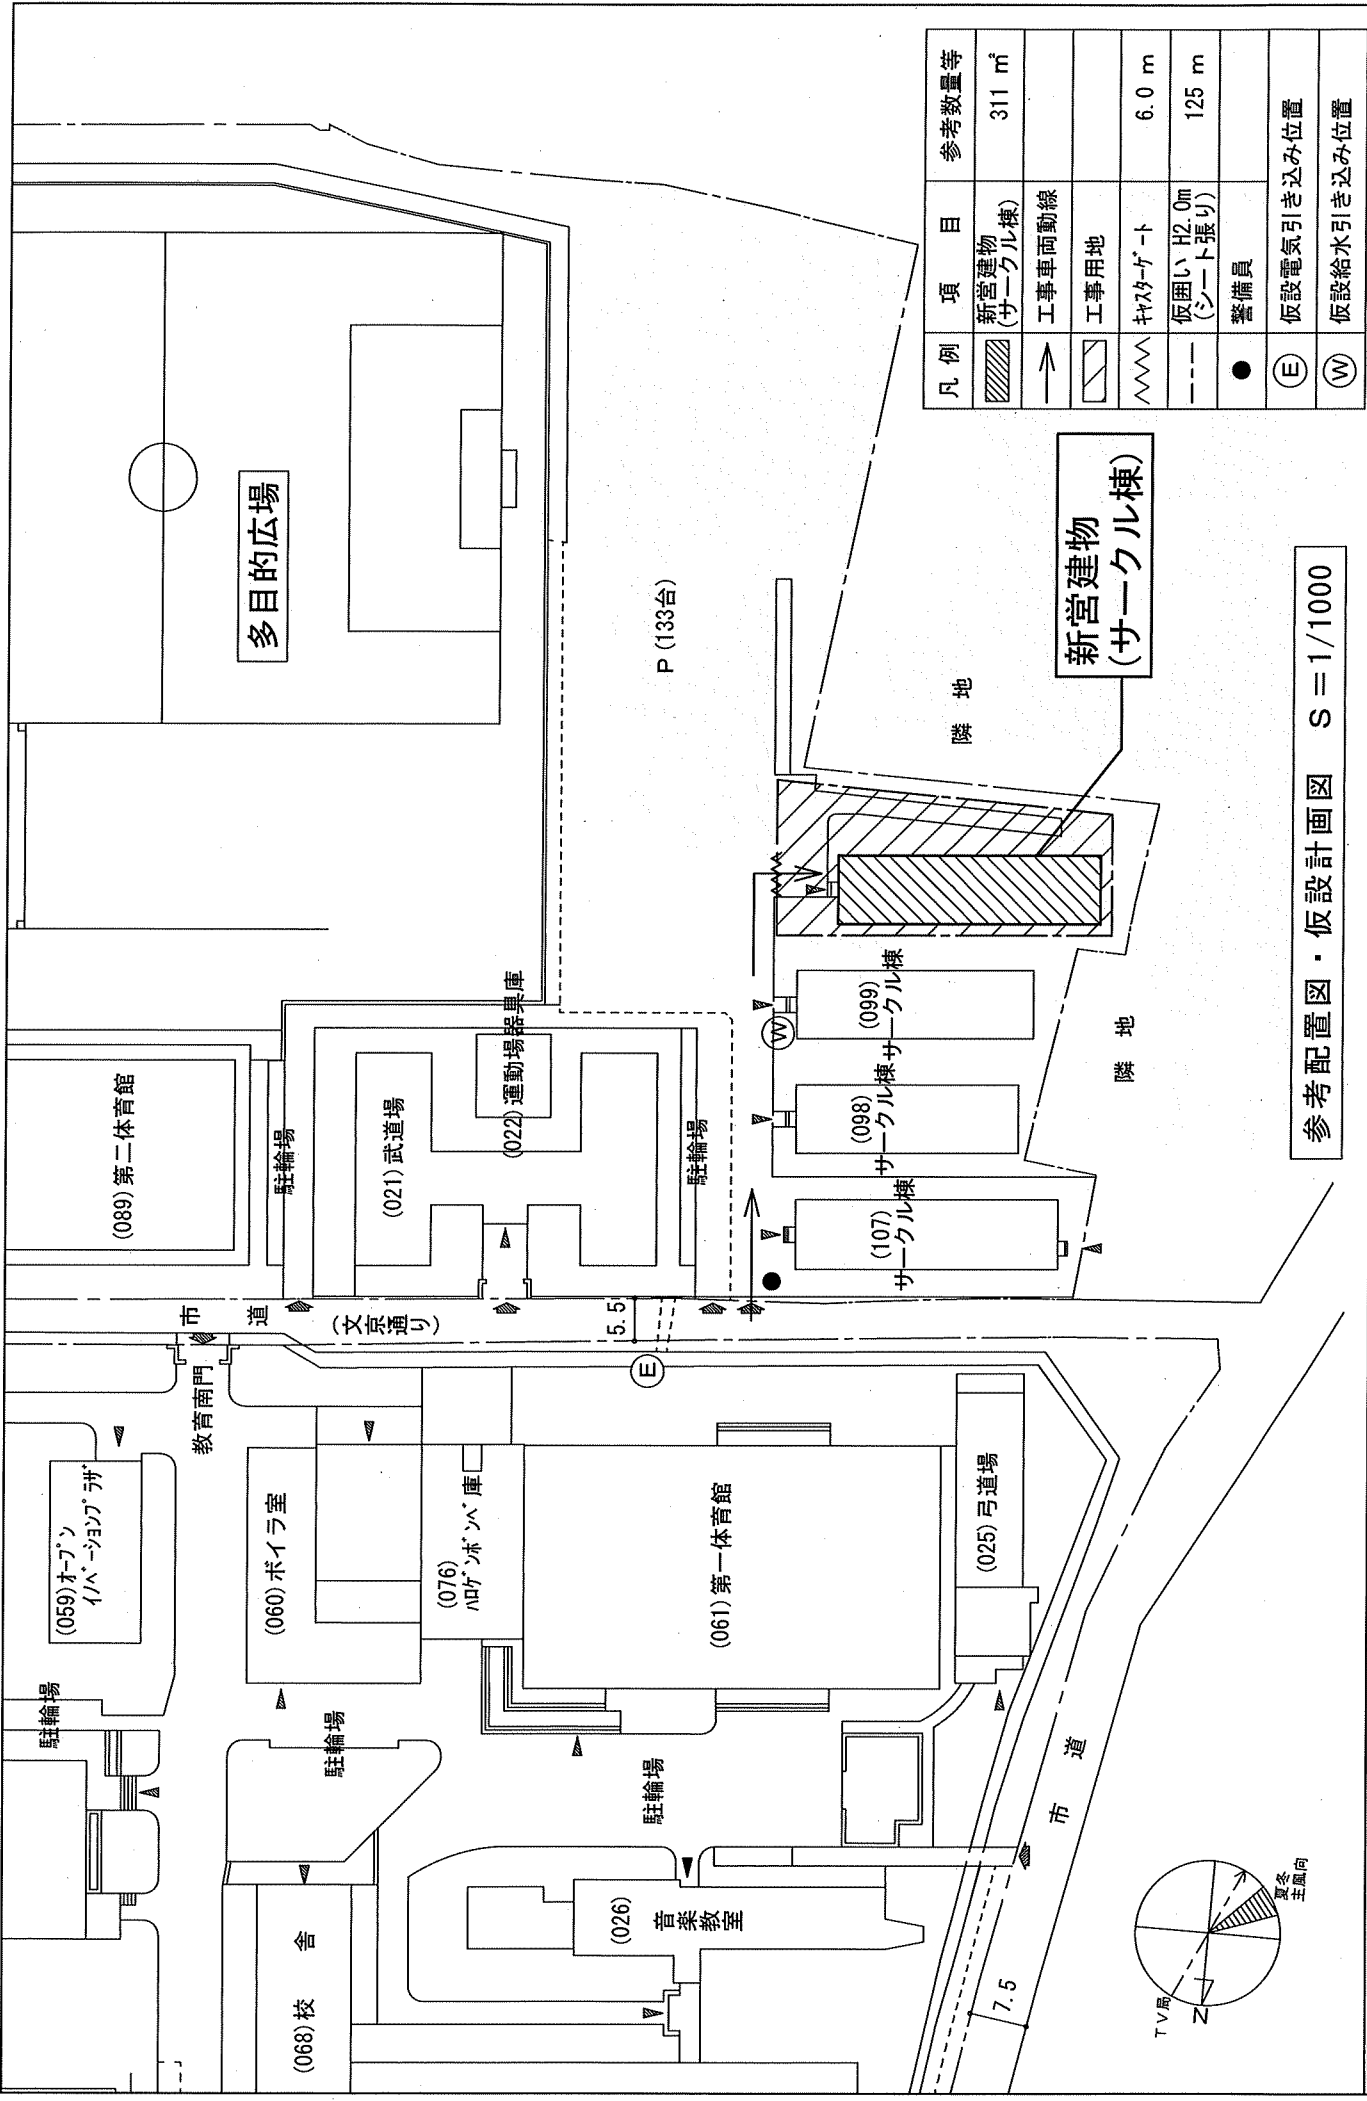 (059)オープン
イノベーションプラザ
駐輪場
教育南門
市　道
(文京通り)
(089)第二体育館
駐輪場
多目的広場
(068)校　舎
駐輪場
(060)ボイラ室
(076)
ハロゲンボンベ庫
(021)武道場
(022)運動場器具庫
駐輪場
(026)
音楽教室
駐輪場
(061)第一体育館
E
5.5
P(133台)
W
(107)
サークル棟
(098)
サークル棟
(099)
サークル棟
(025)弓道場
市　道
7.5
隣　地
隣　地
新営建物
(サークル棟)
凡 例
項　目
参考数量等
新営建物
(サークル棟)
311 ㎡
工事車両動線
工事用地
キャスターゲート
6.0 m
仮囲い H2.0m
(シート張り)
125 m
警備員
E
仮設電気引き込み位置
W
仮設給水引き込み位置
TV局
N
夏冬
主風向
参考配置図・仮設計画図　S＝1/1000